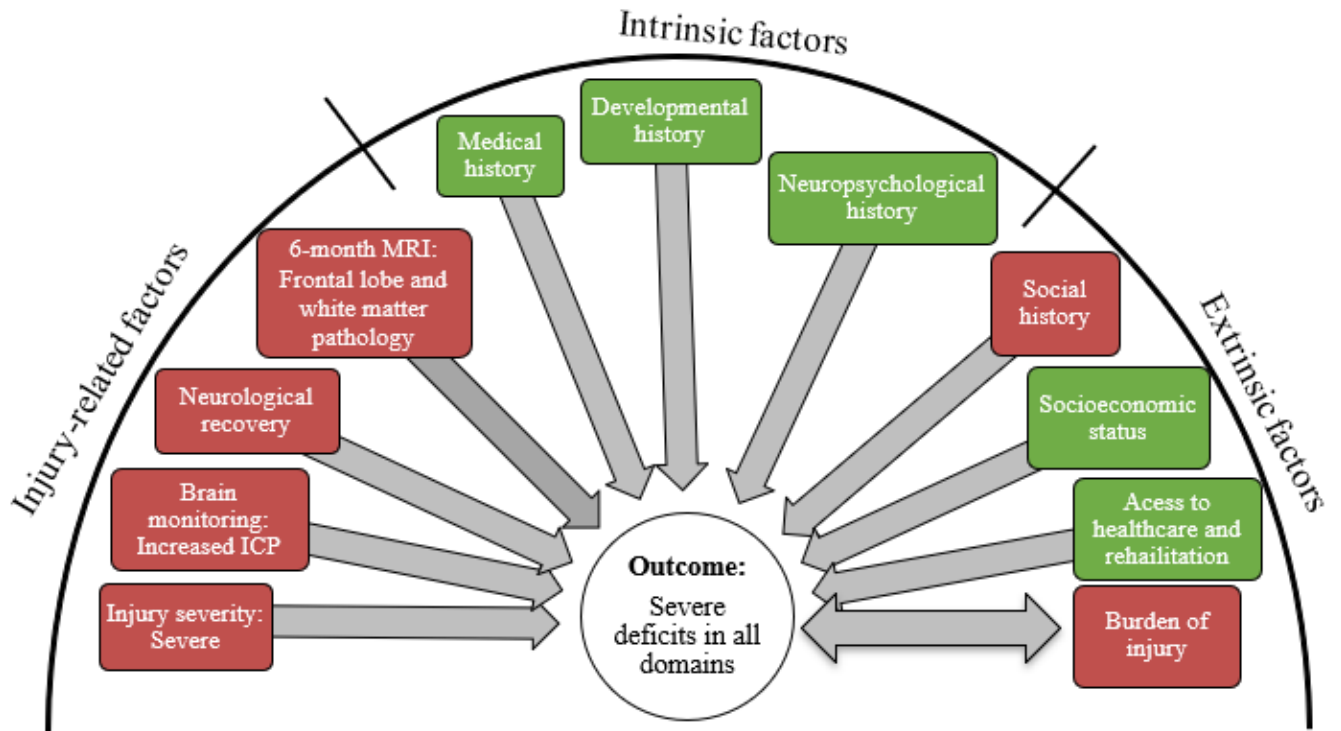 Intrinsic factors
Injury-related factors
Extrinsic factors
Developmental
history
Medical
history
Neuropsychological
history
6-month MRI:
Frontal lobe and
white matter
pathology
Social
history
Neurological
recovery
Socioeconomic
status
Brain
monitoring:
Increased ICP
Acess to
healthcare and
rehailitation
Injury severity:
Severe
Outcome:
Severe
deficits in all
domains
Burden of
injury